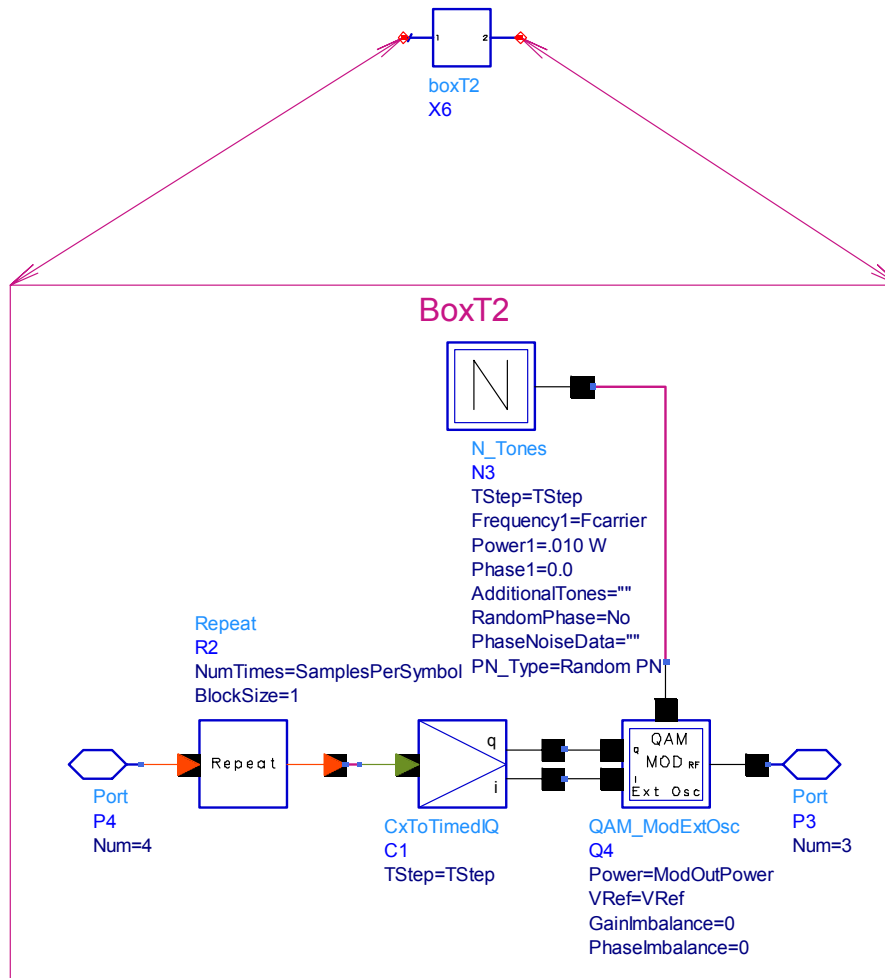 1 2
boxT2
X6
BoxT2
N
N_Tones
N3
TStep=TStep
Frequency1=Fcarrier
Power1=.010 W
Phase1=0.0
AdditionalTones=""
RandomPhase=No
PhaseNoiseData=""
PN_Type=Random PN
Repeat
R2
NumTimes=SamplesPerSymbol
BlockSize=1
Repeat
q
i
q QAM
MOD RF
I
Ext Osc
Port
P4
Num=4
CxToTimedIQ
C1
TStep=TStep
QAM_ModExtOsc
Q4
Power=ModOutPower
VRef=VRef
GainImbalance=0
PhaseImbalance=0
Port
P3
Num=3